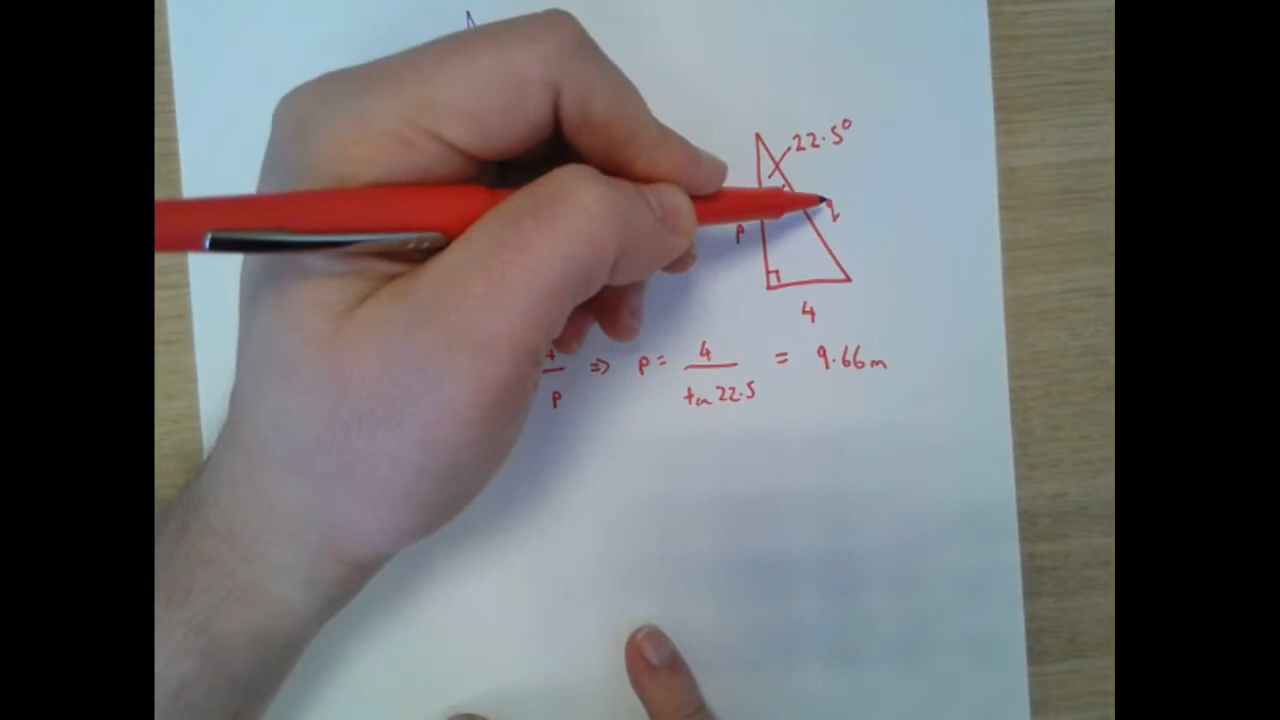 22.5°
P
q
4
P ⇒ P = 4 / tan 22.5 = 9.66m